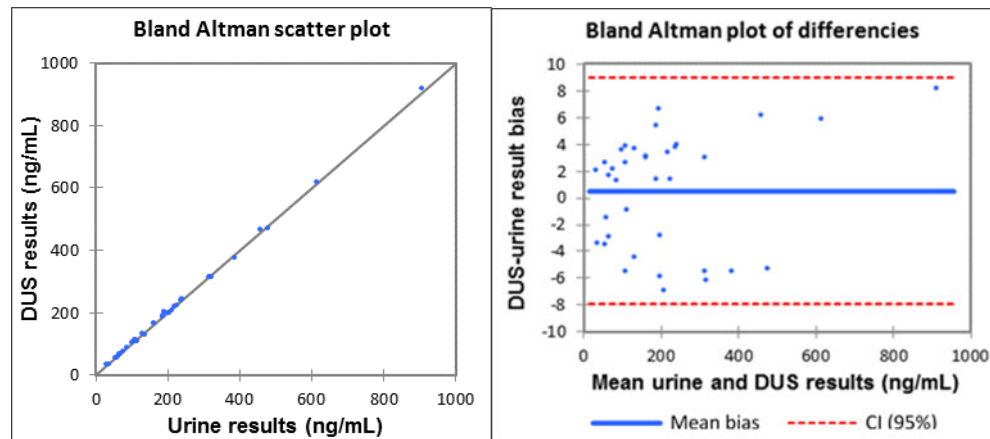 Bland Altman scatter plot
1000
800
600
400
200
0
0 200 400 600 800 1000
DUS results (ng/mL)
Urine results (ng/mL)
Bland Altman plot of differencies
10
8
6
4
2
0
-2
-4
-6
-8
-10
0 200 400 600 800 1000
DUS-urine result bias
Mean urine and DUS results (ng/mL)
Mean bias CI (95%)